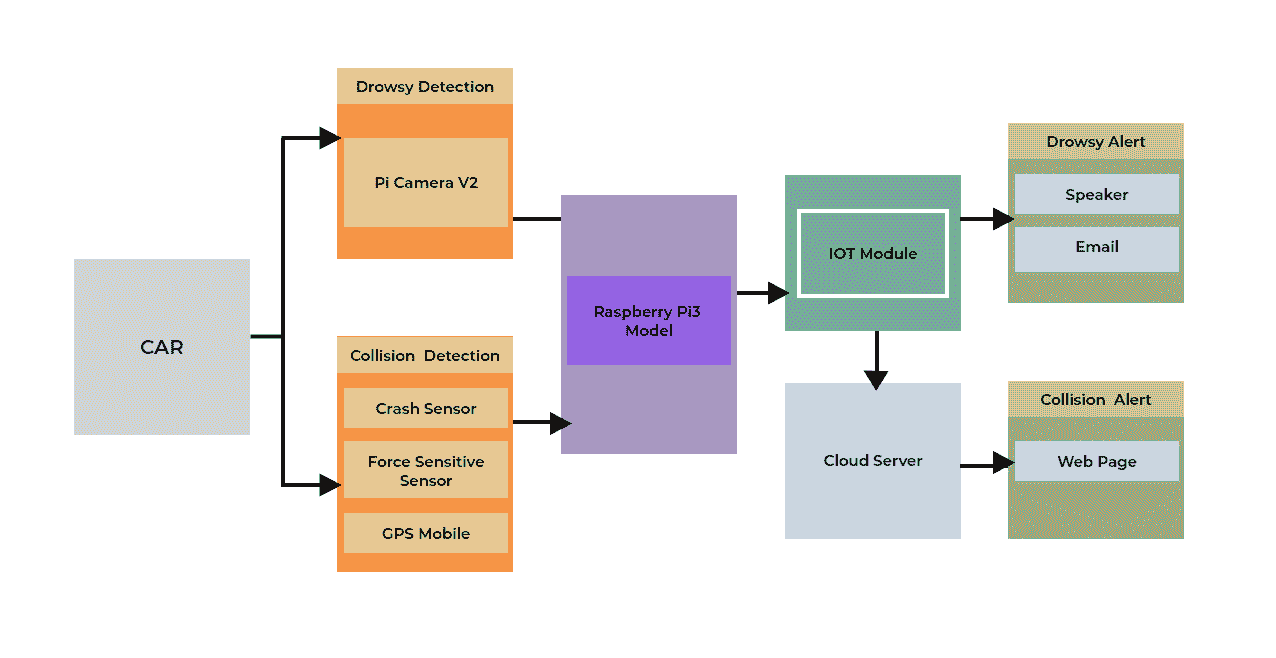 Drowsy Detection
Pi Camera V2
CAR
Collision Detection
Crash Sensor
Force Sensitive
Sensor
GPS Mobile
Raspberry Pi3
Model
IOT Module
Cloud Server
Drowsy Alert
Speaker
Email
Collision Alert
Web Page